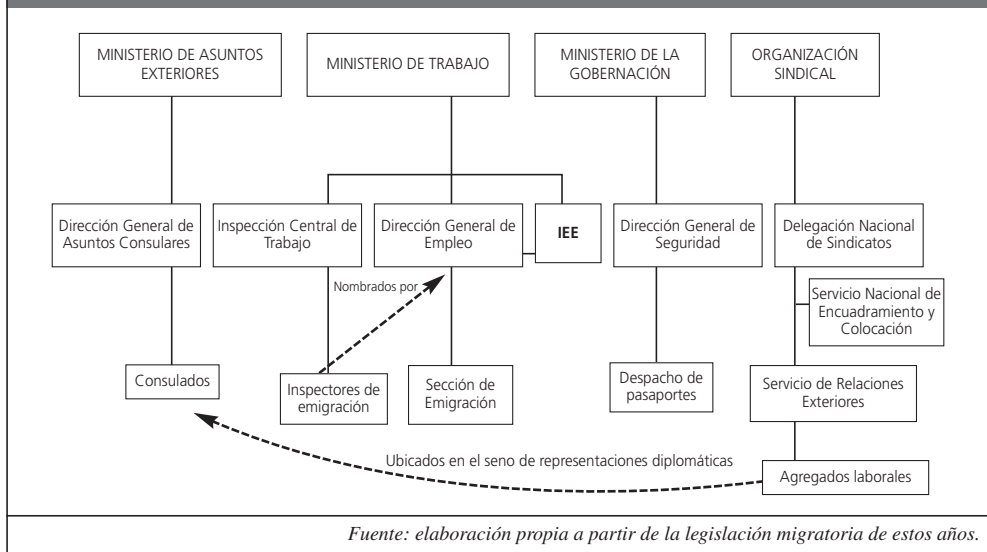 MINISTERIO DE ASUNTOS
EXTERIORES
MINISTERIO DE TRABAJO
MINISTERIO DE LA
GOBERNACIÓN
ORGANIZACIÓN
SINDICAL
Dirección General de
Asuntos Consulares
Inspección Central de
Trabajo
Dirección General de
Empleo
IEE
Dirección General de
Seguridad
Delegación Nacional
de Sindicatos
Nombrados por
Servicio Nacional de
Encuadramiento y
Colocación
Consulados
Inspectores de
emigración
Sección de
Emigración
Despacho de
pasaportes
Servicio de Relaciones
Exteriores
Ubicados en el seno de representaciones diplomáticas
Agregados laborales
Fuente: elaboración propia a partir de la legislación migratoria de estos años.